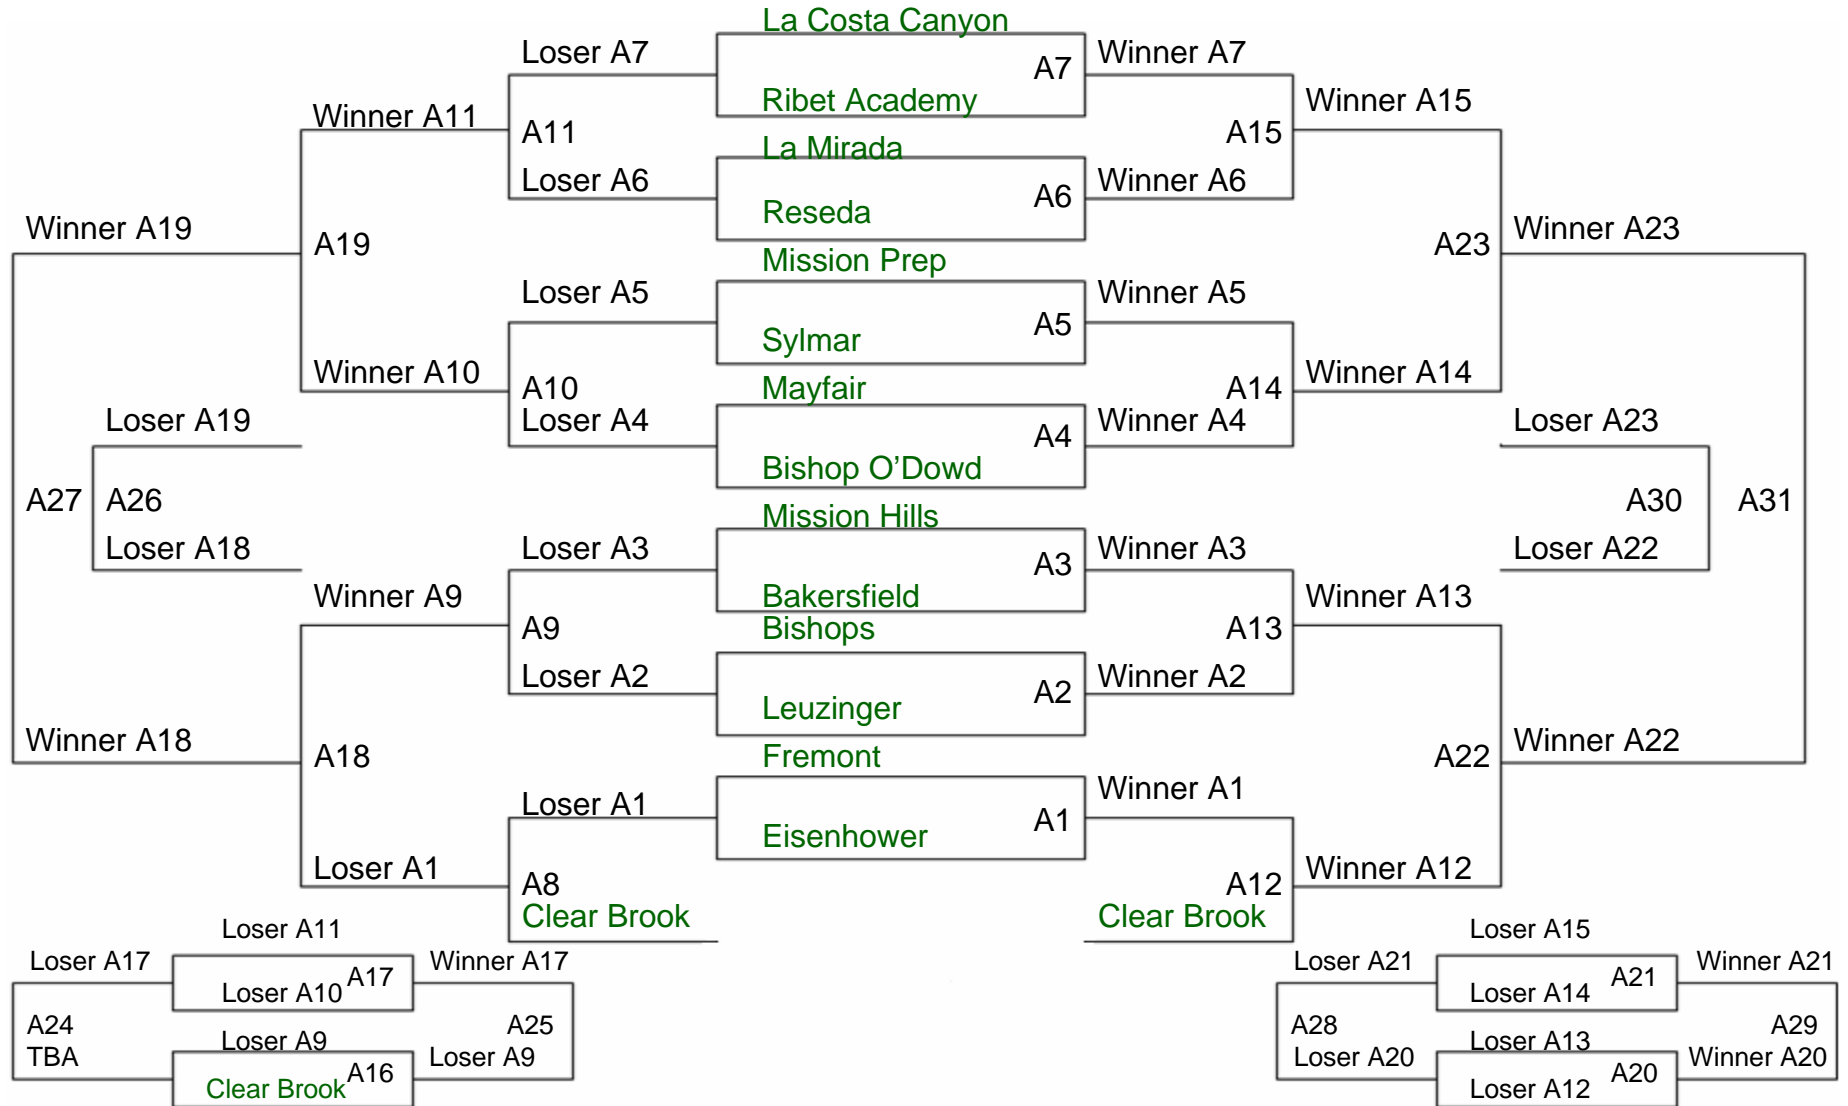 La Costa Canyon
Loser A7
Winner A7
A7
Ribet Academy
Winner A15
Winner A11
A11
A15
La Mirada
Loser A6
Winner A6
A6
Reseda
Winner A19
A19
A23
Winner A23
Mission Prep
Loser A5
Winner A5
A5
Sylmar
Winner A10
Winner A14
A10
Mayfair
A14
Loser A19
Loser A4
Winner A4
Loser A23
A4
Bishop O'Dowd
A27
A26
A30
A31
Mission Hills
Loser A18
Loser A3
Winner A3
Loser A22
A3
Winner A9
Bakersfield
Winner A13
A9
Bishops
A13
Loser A2
Winner A2
A2
Leuzinger
Winner A18
Winner A22
A18
Fremont
A22
Loser A1
Winner A1
A1
Eisenhower
Loser A1
Winner A12
A8
A12
Clear Brook
Clear Brook
Loser A11
Loser A15
Loser A17
Winner A17
Loser A21
Winner A21
A17
A21
Loser A10
Loser A14
A24
A25
A28
A29
Loser A9
Loser A13
TBA
Loser A9
Loser A20
Winner A20
A16
A20
Clear Brook
Loser A12